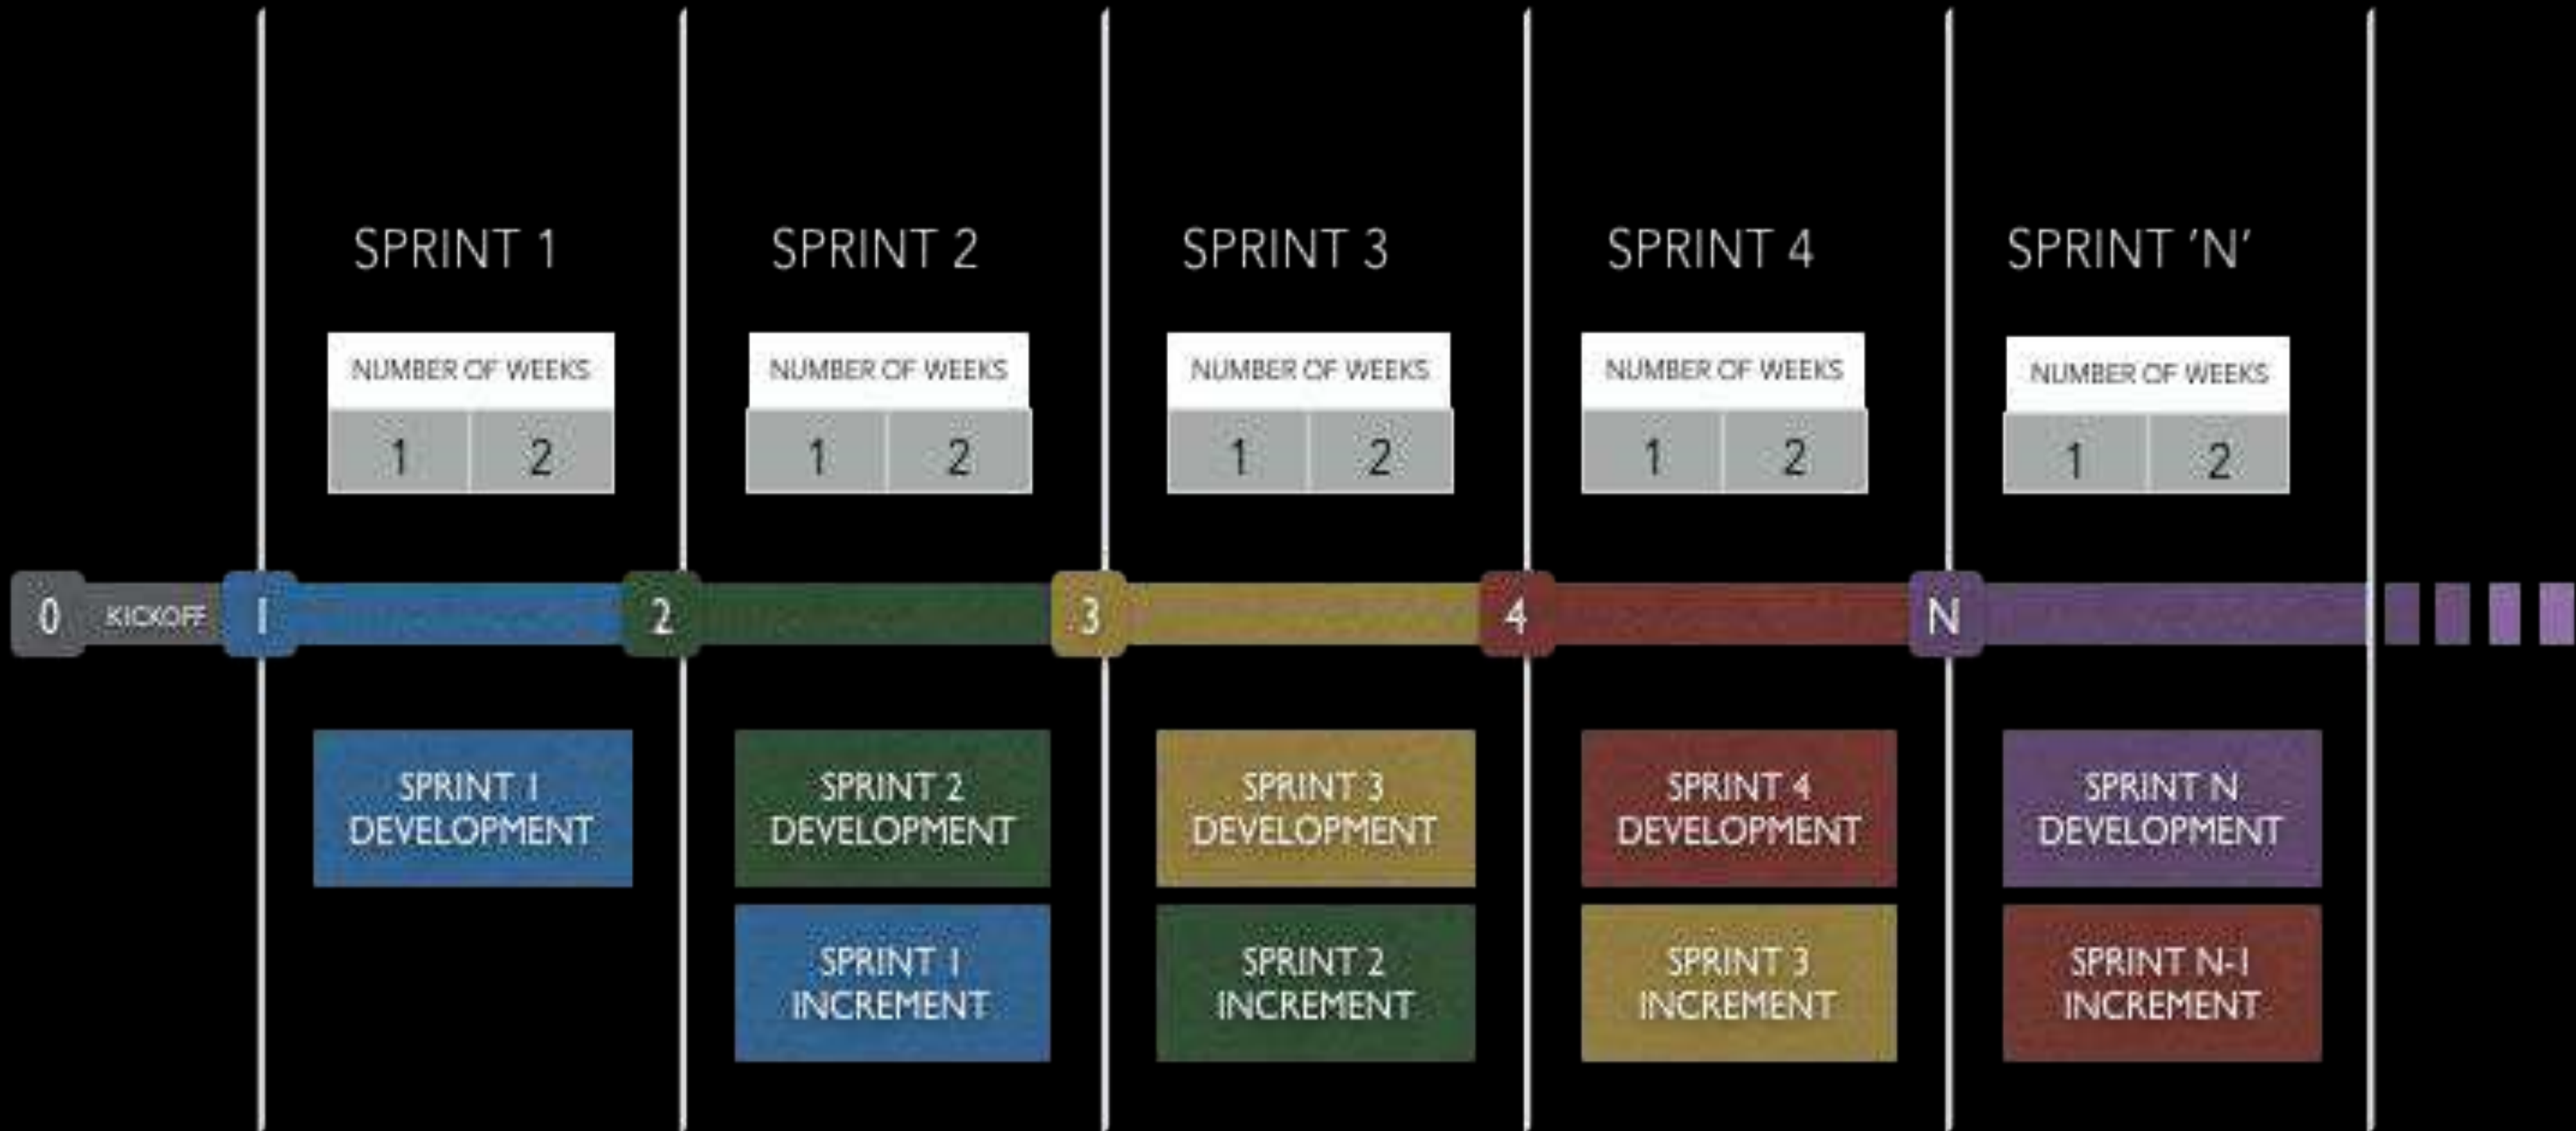 SPRINT 1
SPRINT 2
SPRINT 3
SPRINT 4
SPRINT 'N'
NUMBER OF WEEKS
1 2
NUMBER OF WEEKS
1 2
NUMBER OF WEEKS
1 2
NUMBER OF WEEKS
1 2
NUMBER OF WEEKS
1 2
0 KICKOFF 1 2 3 4 N
SPRINT 1
DEVELOPMENT
SPRINT 2
DEVELOPMENT
SPRINT 3
DEVELOPMENT
SPRINT 4
DEVELOPMENT
SPRINT N
DEVELOPMENT
SPRINT 1
INCREMENT
SPRINT 2
INCREMENT
SPRINT 3
INCREMENT
SPRINT N-1
INCREMENT